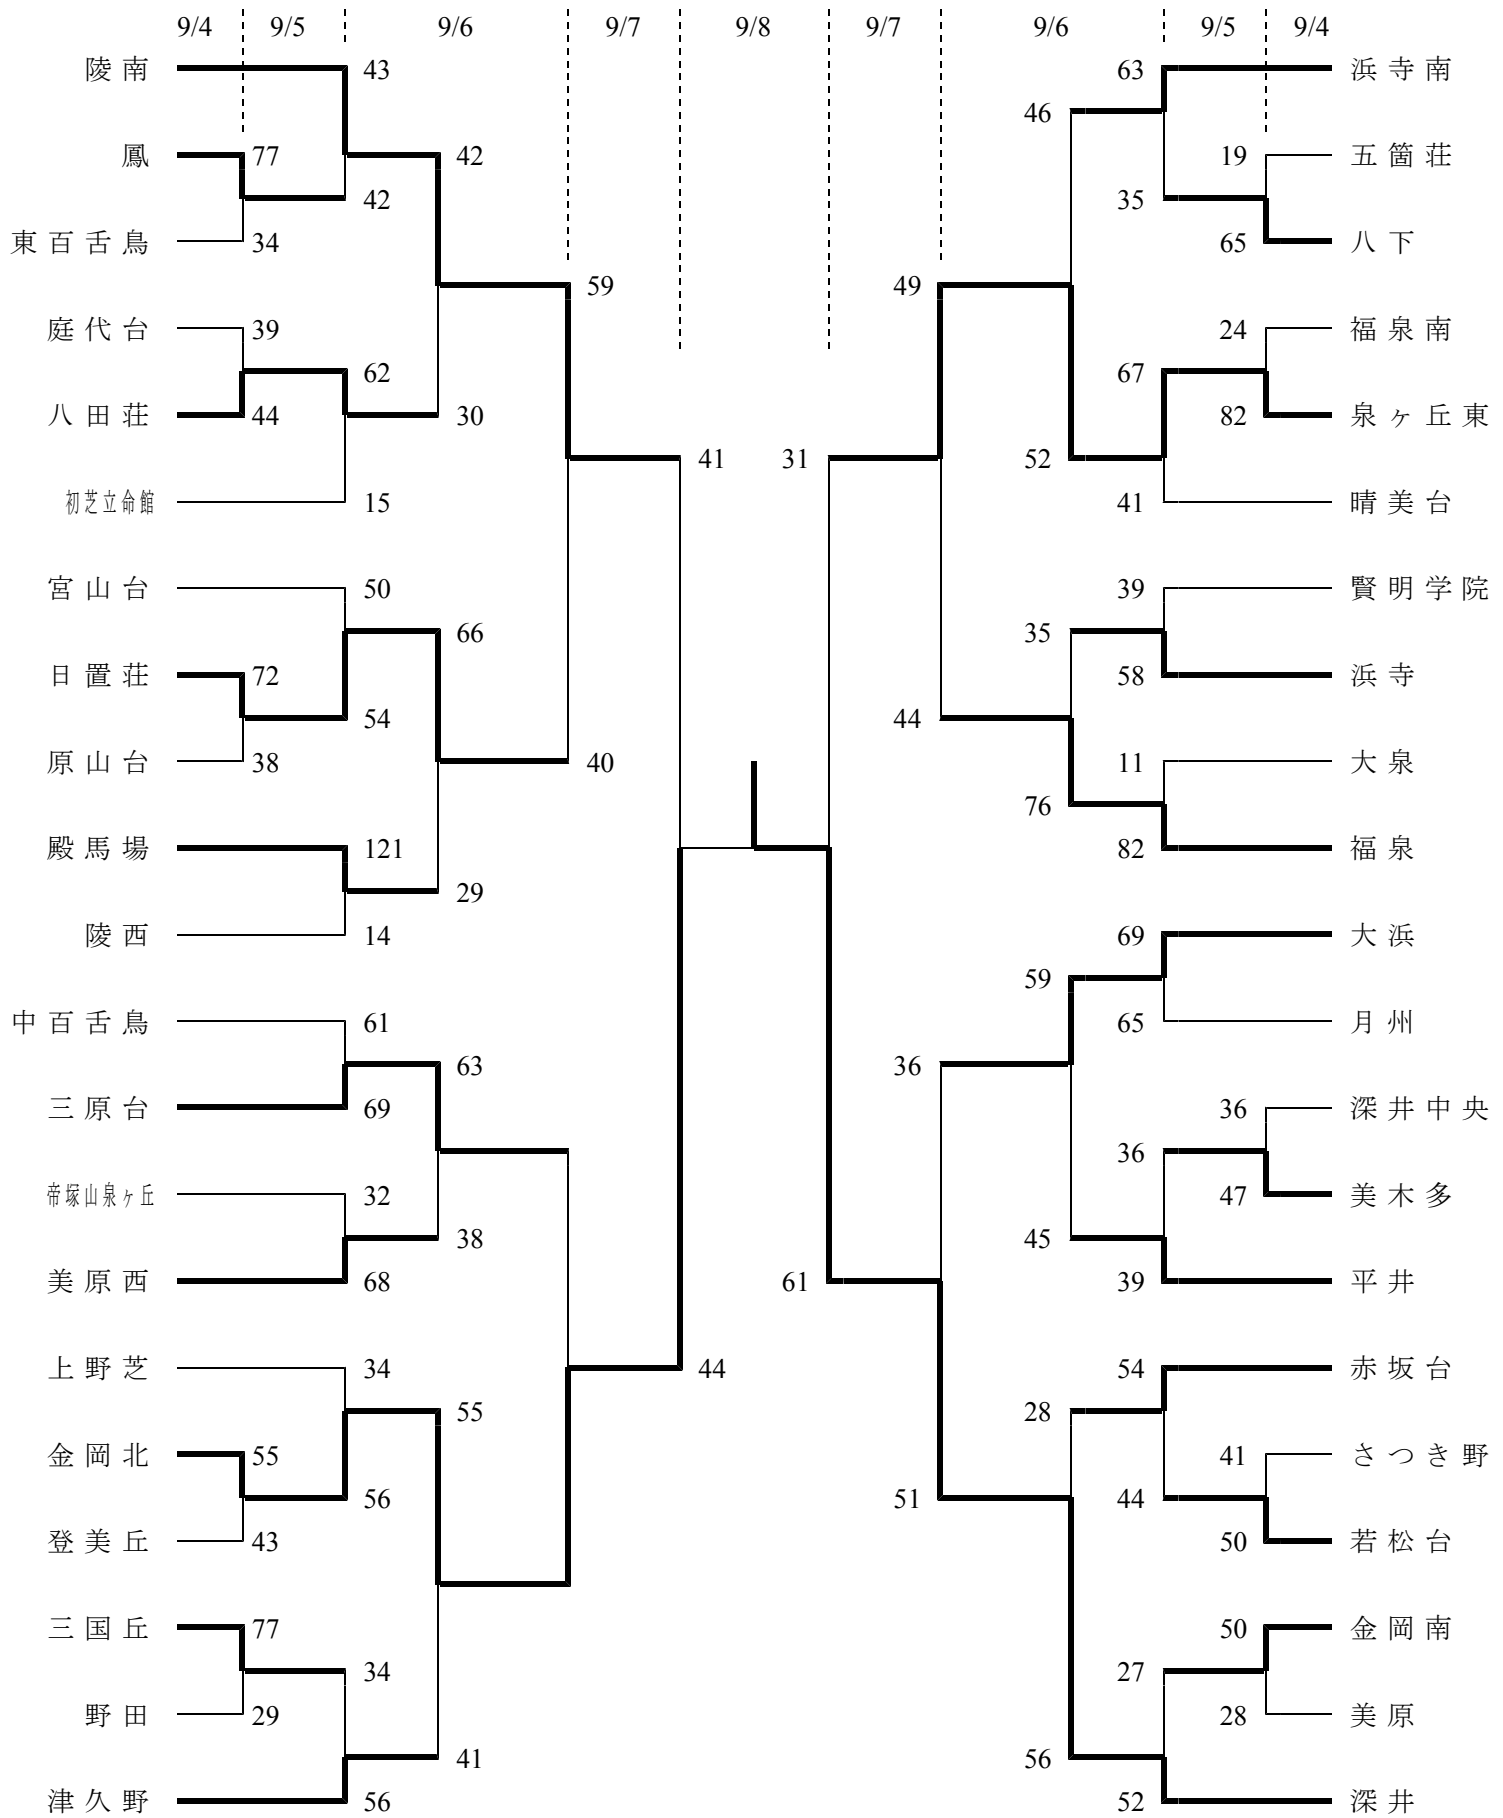 9/4 9/5 9/6 9/7 9/8 9/7 9/6 9/5 9/4
陵南 43 63 浜寺南
46
鳳 77 42 19 五箇荘
42 35
東百舌鳥 34 65 八下
59 49
庭代台 39 24 福泉南
62 67
八田荘 44 30 82 泉ヶ丘東
41 31 52
初芝立命館 15 41 晴美台
宮山台 50 39 賢明学院
66 35
日置荘 72 58 浜寺
54 44
原山台 38 40 11 大泉
76
殿馬場 121 82 福泉
29
陵西 14 69 大浜
59
中百舌鳥 61 65 月州
63 36
三原台 69 36 深井中央
36
帝塚山泉ヶ丘 32 47 美木多
38 45
美原西 68 61 39 平井
上野芝 34 44 54 赤坂台
55 28
金岡北 55 41 さつき野
56 51 44
登美丘 43 50 若松台
三国丘 77 50 金岡南
34 27
野田 29 28 美原
41 56
津久野 56 52 深井